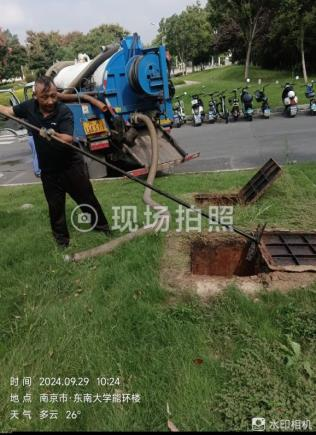 现场拍照
时间 2024.09.29 10:24
地点 南京市·东南大学能环楼
天气 多云 26°
水印相机